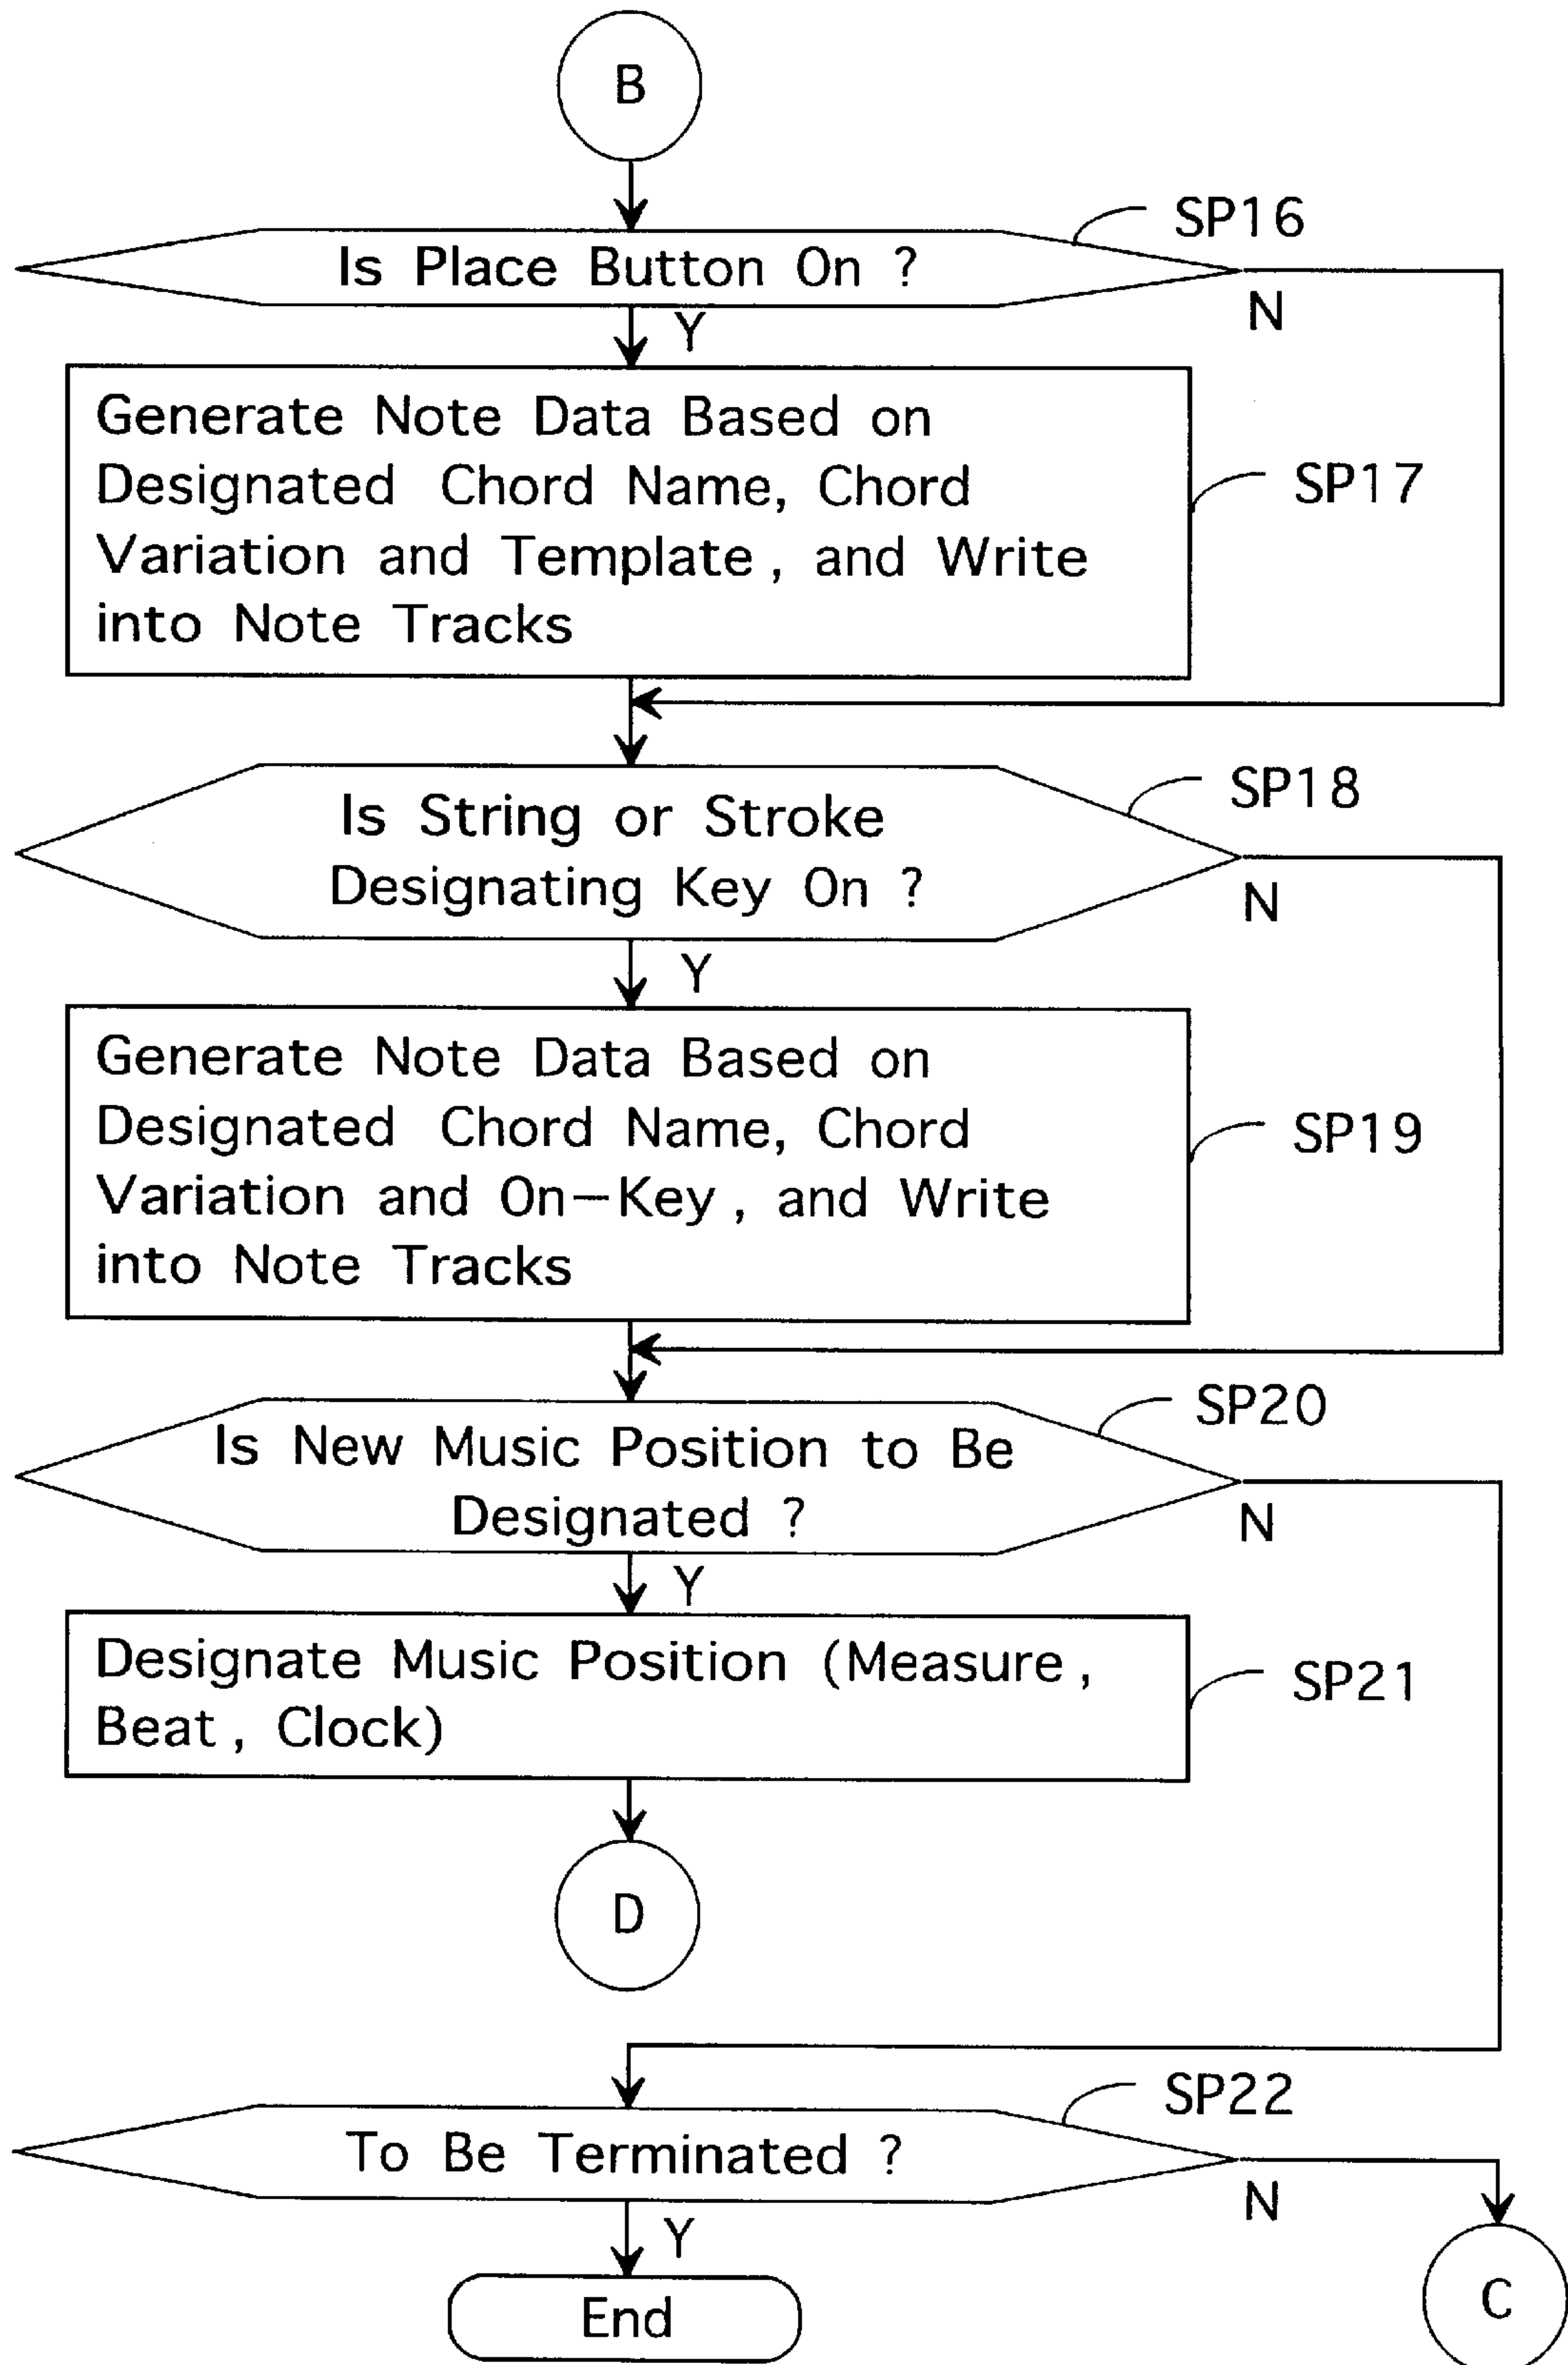 B
SP16
Is Place Button On ?
N
Y
Generate Note Data Based on
Designated Chord Name, Chord
Variation and Template, and Write
into Note Tracks
SP17
SP18
Is String or Stroke
Designating Key On ?
N
Y
Generate Note Data Based on
Designated Chord Name, Chord
Variation and On-Key, and Write
into Note Tracks
SP19
SP20
Is New Music Position to Be
Designated ?
N
Y
Designate Music Position (Measure,
Beat, Clock)
SP21
D
SP22
To Be Terminated ?
N
Y
End
C